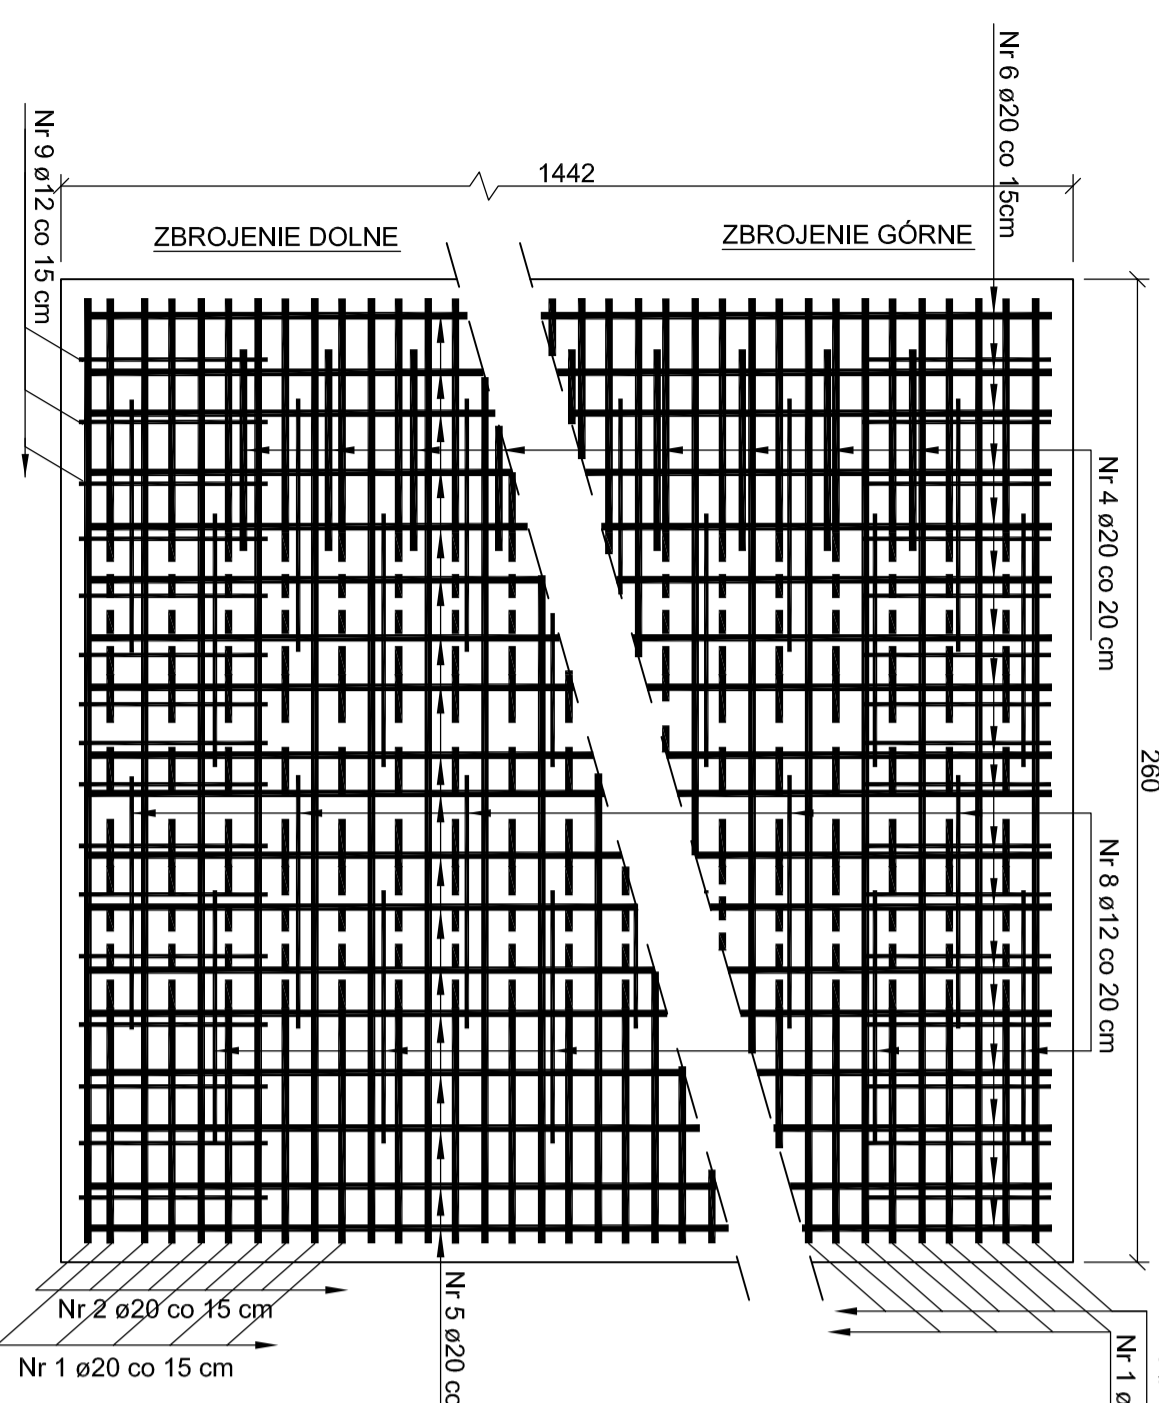 Nr 6 ø20 co 15cm
1442
ZBROJENIE DOLNE
ZBROJENIE GÓRNE
Nr 9 ø12 co 15 cm
Nr 4 ø20 co 20 cm
260
Nr 8 ø12 co 20 cm
Nr 5 ø20 co
Nr 2 ø20 co 15 cm
Nr 1 ø20 co 15 cm
Nr 1 ø